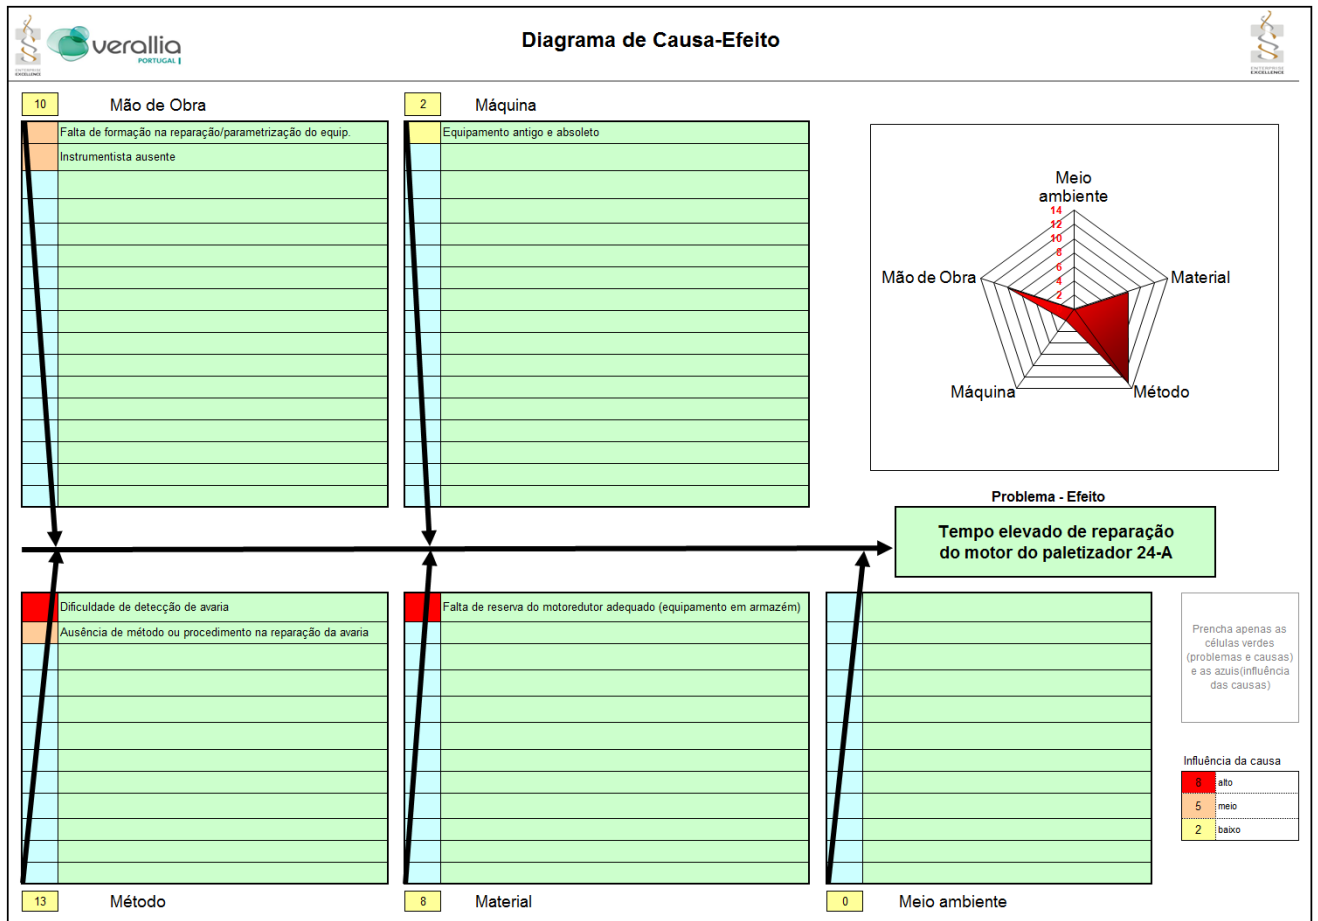 ENTERPRISE
EXCELLENCE
verallia
PORTUGAL
Diagrama de Causa-Efeito
ENTERPRISE
EXCELLENCE
10
Mão de Obra
2
Máquina
Falta de formação na reparação/parametrização do equip.
Instrumentista ausente
Equipamento antigo e absoleto
Meio
ambiente
14
12
10
8
6
4
2
Mão de Obra
Material
Máquina
Método
Problema - Efeito
Tempo elevado de reparação
do motor do paletizador 24-A
Dificuldade de detecção de avaria
Ausência de método ou procedimento na reparação da avaria
Falta de reserva do motoredutor adequado (equipamento em armazém)
Prencha apenas as
células verdes
(problemas e causas)
e as azuis(influência
das causas)
Influência da causa
8 alto
5 meio
2 baixo
13
Método
8
Material
0
Meio ambiente